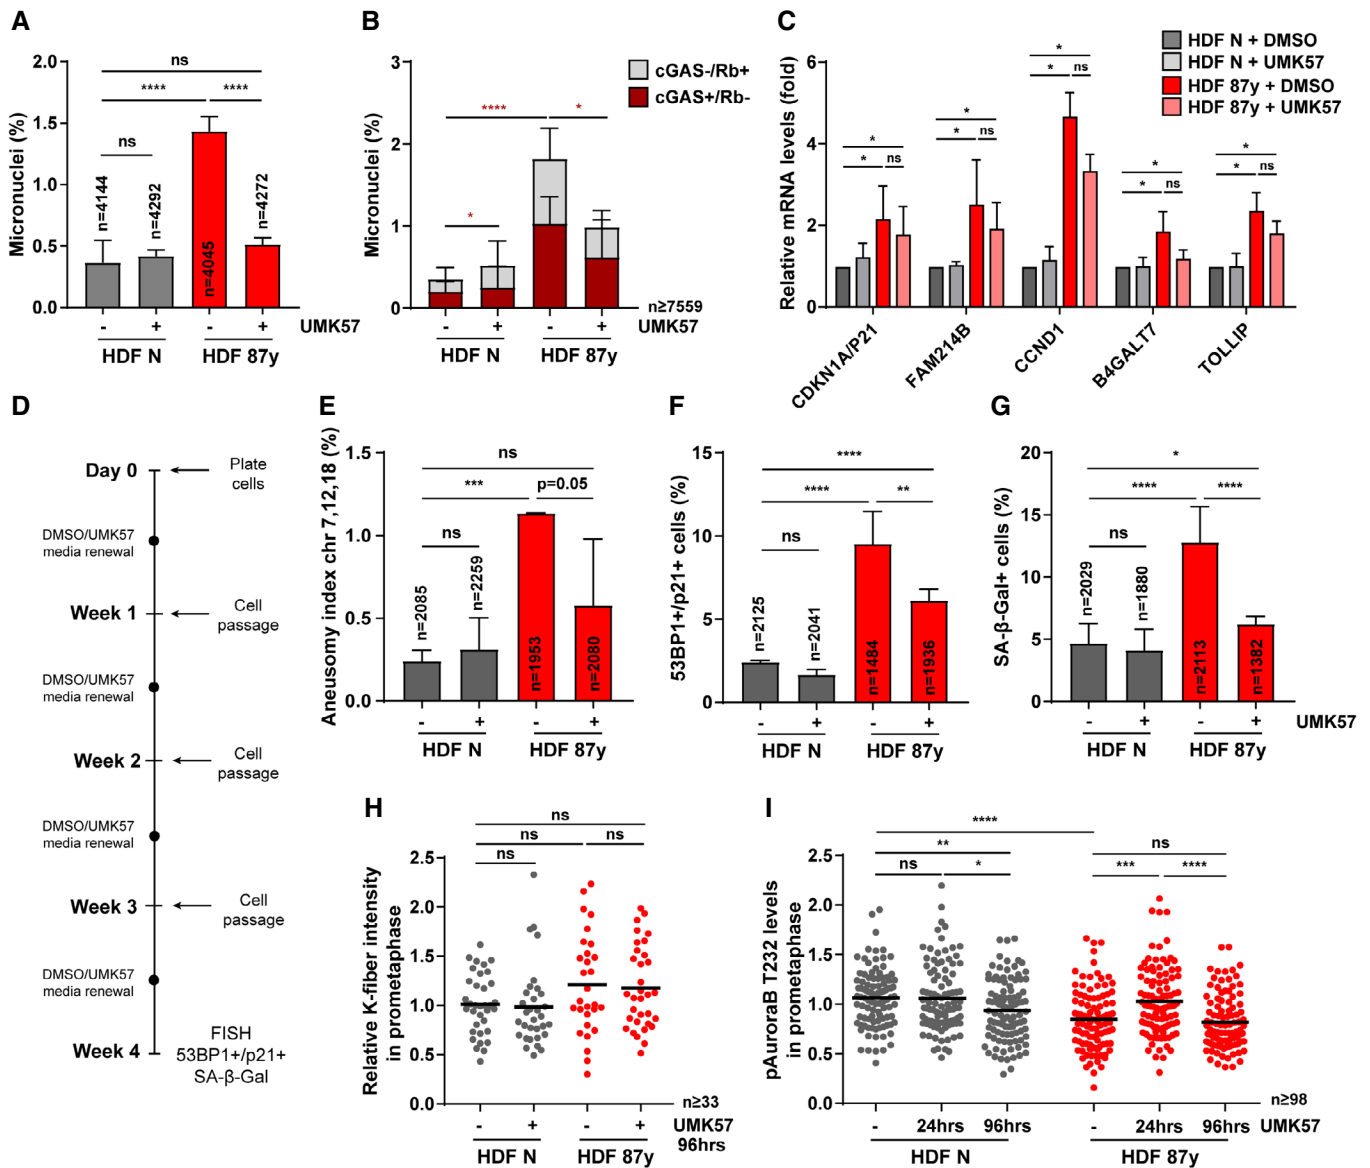 A
Micronuclei (%)
2.0
1.5
1.0
0.5
0.0
ns
**** ****
ns
n=4144
n=4292
n=4045
n=4272
- + - + UMK57
HDF N HDF 87y
B
Micronuclei (%)
3
2
1
0
cGAS-/Rb+
cGAS+/Rb-
**** *
*
n≥7559
- + - + UMK57
HDF N HDF 87y
C
Relative mRNA levels (fold)
6
4
2
0
HDF N + DMSO
HDF N + UMK57
HDF 87y + DMSO
HDF 87y + UMK57
*
* ns
*
* ns
*
* ns
*
* ns
*
* ns
CDKN1A/P21
FAM214B
CCND1
B4GALT7
TOLLIP
D
Day 0
Plate
cells
DMSO/UMK57
media renewal
Week 1
Cell
passage
DMSO/UMK57
media renewal
Week 2
Cell
passage
DMSO/UMK57
media renewal
Week 3
Cell
passage
DMSO/UMK57
media renewal
Week 4
FISH
53BP1+/p21+
SA-β-Gal
E
Aneusomy index chr 7,12,18 (%)
1.5
1.0
0.5
0.0
ns
*** p=0.05
ns
n=2085
n=2259
n=1953
n=2080
- + - +
HDF N HDF 87y
F
53BP1+/p21+ cells (%)
15
10
5
0
****
**** **
ns
n=2125
n=2041
n=1484
n=1936
- + - +
HDF N HDF 87y
G
SA-β-Gal+ cells (%)
20
15
10
5
0
*
**** ****
ns
n=2029
n=1880
n=2113
n=1382
- + - + UMK57
HDF N HDF 87y
H
Relative K-fiber intensity
in prometaphase
2.5
2.0
1.5
1.0
0.5
0.0
ns
ns ns
ns
n≥33
- + - + UMK57
96hrs
HDF N HDF 87y
I
pAuroraB T232 levels
in prometaphase
2.5
2.0
1.5
1.0
0.5
0.0
****
** ns
ns * *** ****
n≥98
- 24hrs 96hrs - 24hrs 96hrs UMK57
HDF N HDF 87y